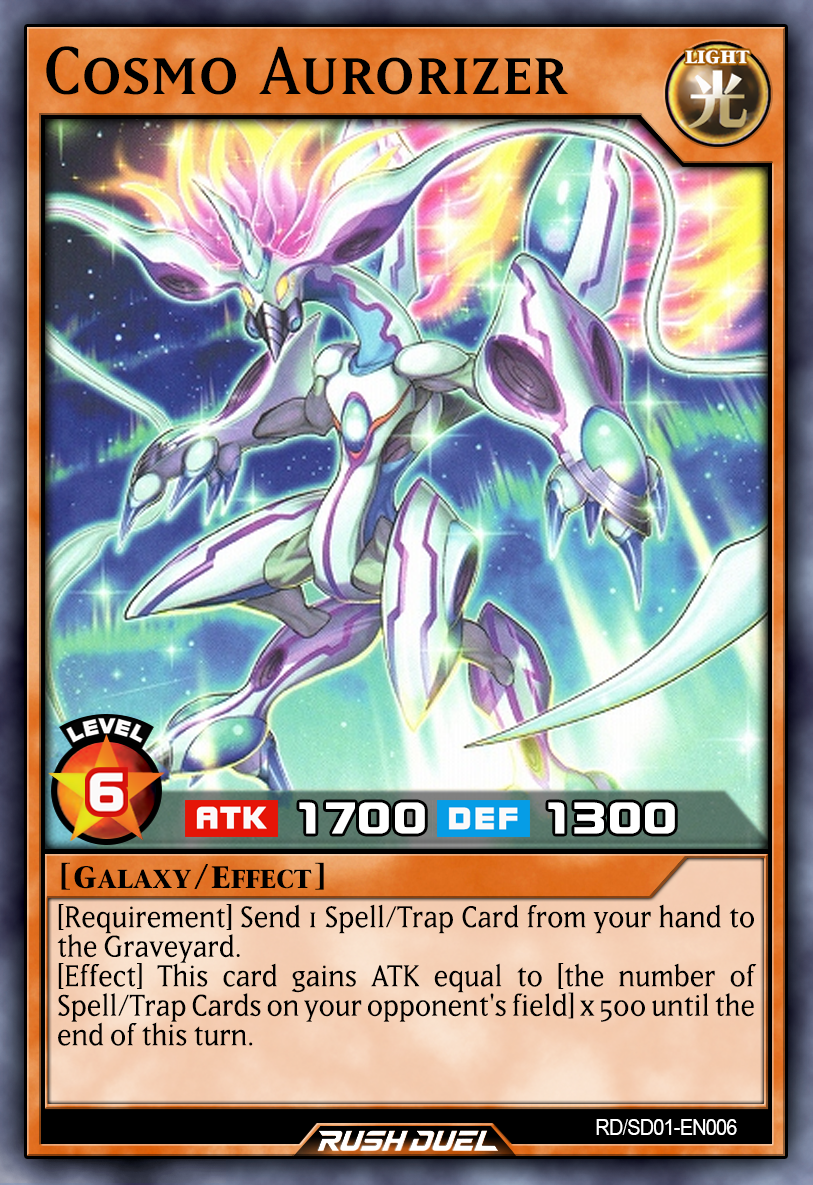 Cosmo Aurorizer
LIGHT
光
LEVEL
6
ATK 1700 DEF 1300
[Galaxy/Effect]
[Requirement] Send 1 Spell/Trap Card from your hand to
the Graveyard.
[Effect] This card gains ATK equal to [the number of
Spell/Trap Cards on your opponent's field] x 500 until the
end of this turn.
RD/SD01-EN006
RUSH DUEL